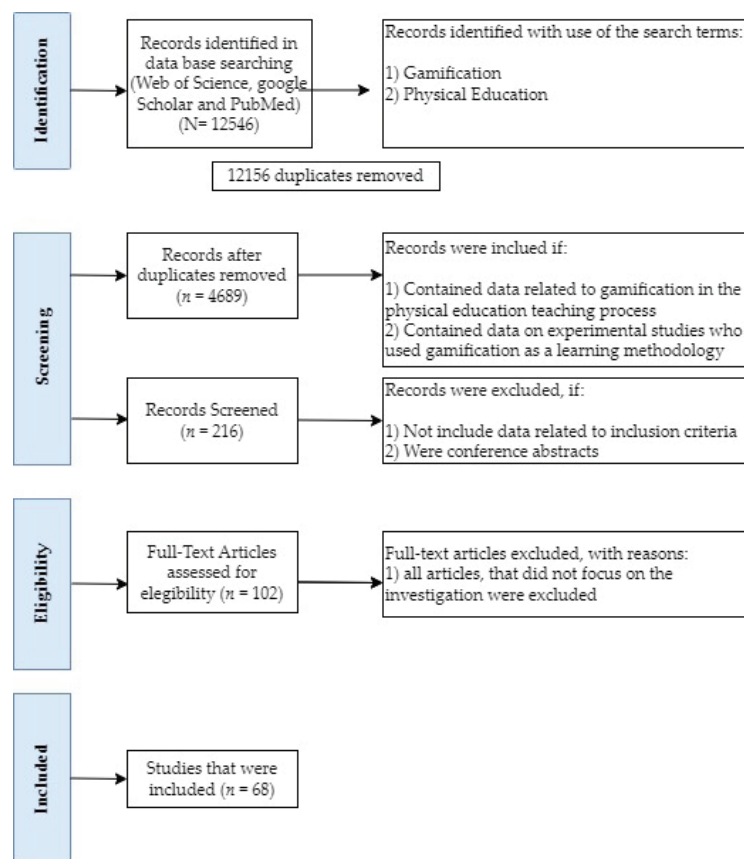 Identification
Records identified in
data base searching
(Web of Science, google
Scholar and PubMed)
(N= 12546)
Records identified with use of the search terms:
1) Gamification
2) Physical Education
12156 duplicates removed
Screening
Records after
duplicates removed
(n = 4689)
Records were inclued if:
1) Contained data related to gamification in the
physical education teaching process
2) Contained data on experimental studies who
used gamification as a learning methodology
Records Screened
(n = 216)
Records were excluded, if:
1) Not include data related to inclusion criteria
2) Were conference abstracts
Eligibility
Full-Text Articles
assessed for
elegibility (n = 102)
Full-text articles excluded, with reasons:
1) all articles, that did not focus on the
investigation were excluded
Included
Studies that were
included (n = 68)